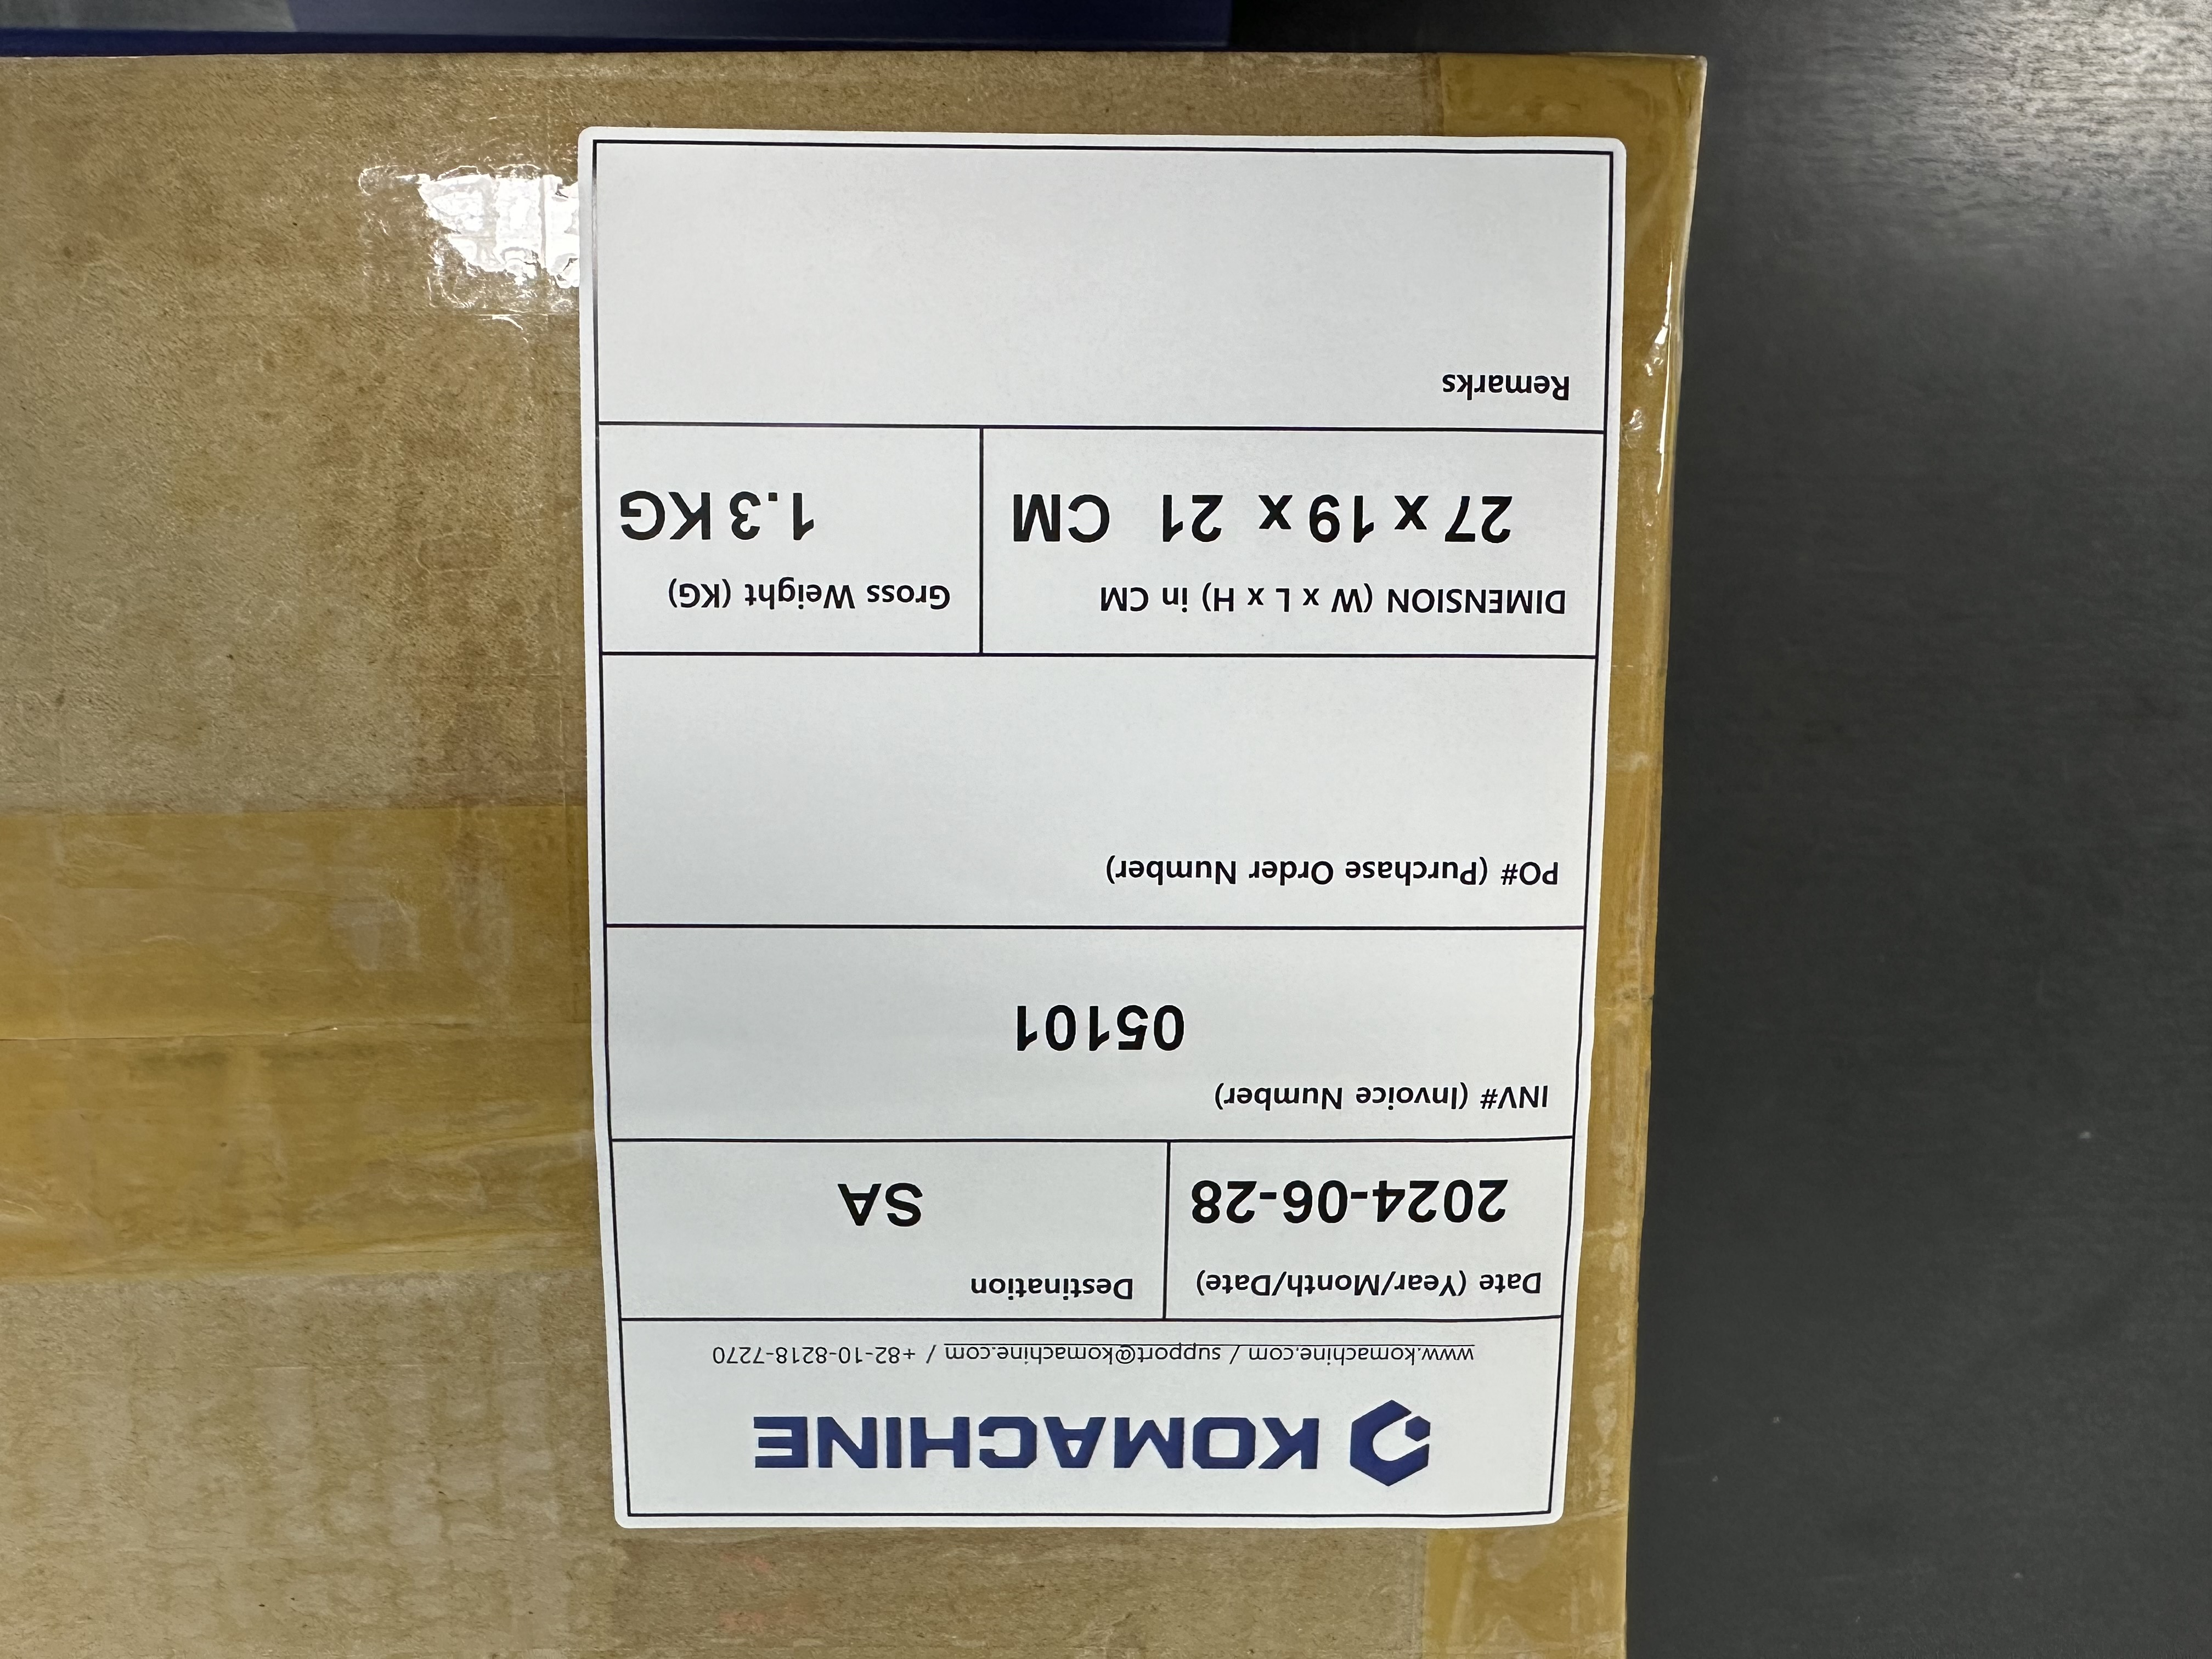 KOMACHINE
www.komachine.com / support@komachine.com / +82-10-8218-7270
Date (Year/Month/Date)
2024-06-28
Destination
SA
INV# (Invoice Number)
05101
PO# (Purchase Order Number)
DIMENSION (W x L x H) in CM
27 x 19 x 21 CM
Gross Weight (KG)
1.3 KG
Remarks